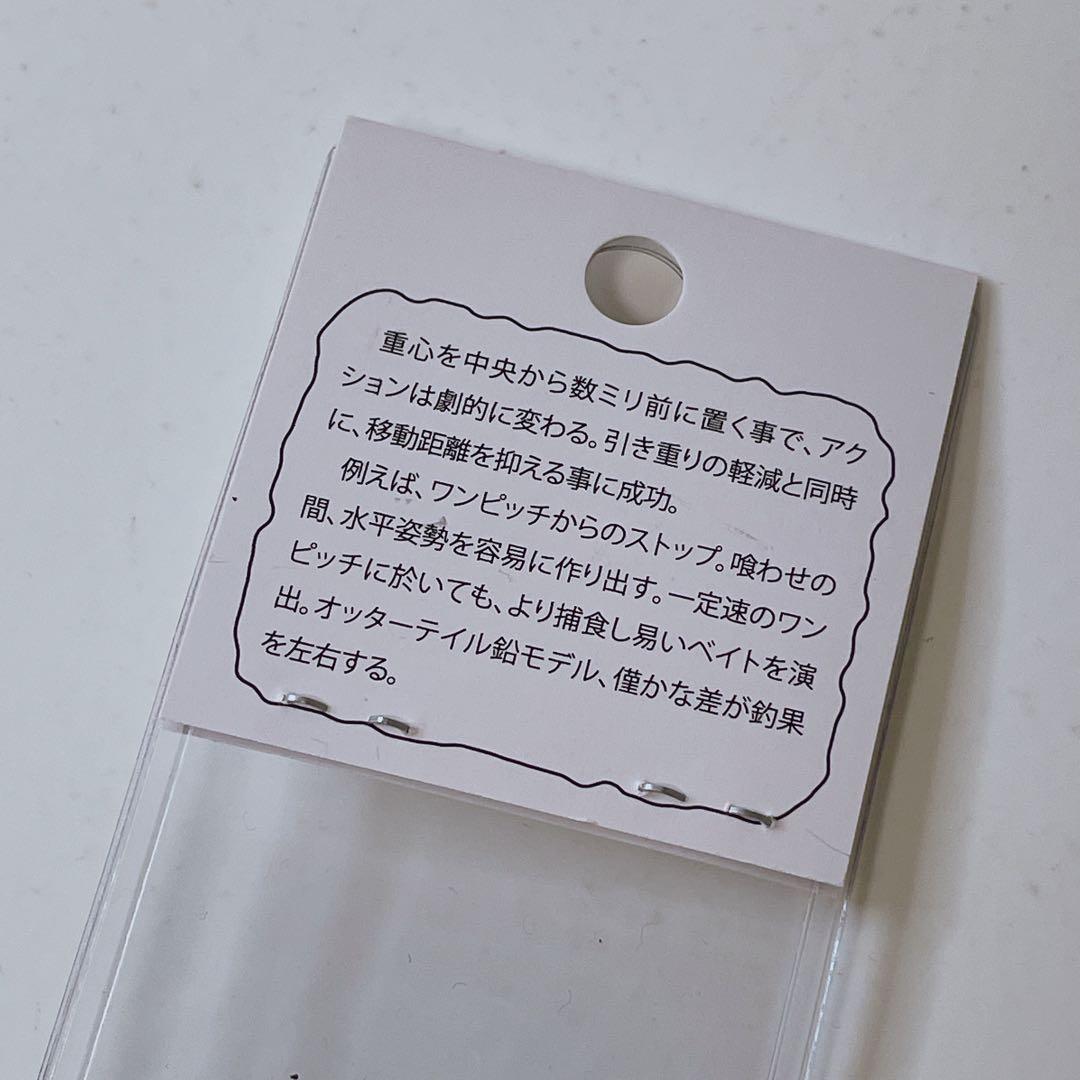 重心を中央から数ミリ前に置く事で、アク
ションは劇的に変わる。引き重りの軽減と同時
に、移動距離を抑える事に成功。
例えば、ワンピッチからのストップ。喰わせの
間、水平姿勢を容易に作り出す。一定速のワン
ピッチに於いても、より捕食し易いベイトを演
出。オッターテイル鉛モデル、僅かな差が釣果
を左右する。